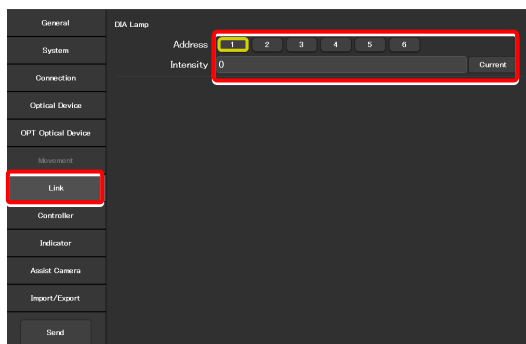 General
System
Connection
Optical Device
OPT Optical Device
Movement
Link
Controller
Indicator
Assist Camera
Import/Export
Send
DIA Lamp
Address 1 2 3 4 5 6
Intensity 0 Current